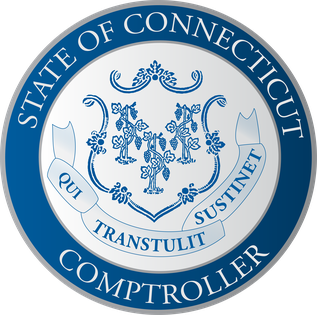 STATE OF CONNECTICUT
QUI
TRANSTULIT
SUSTINET
COMPTROLLER